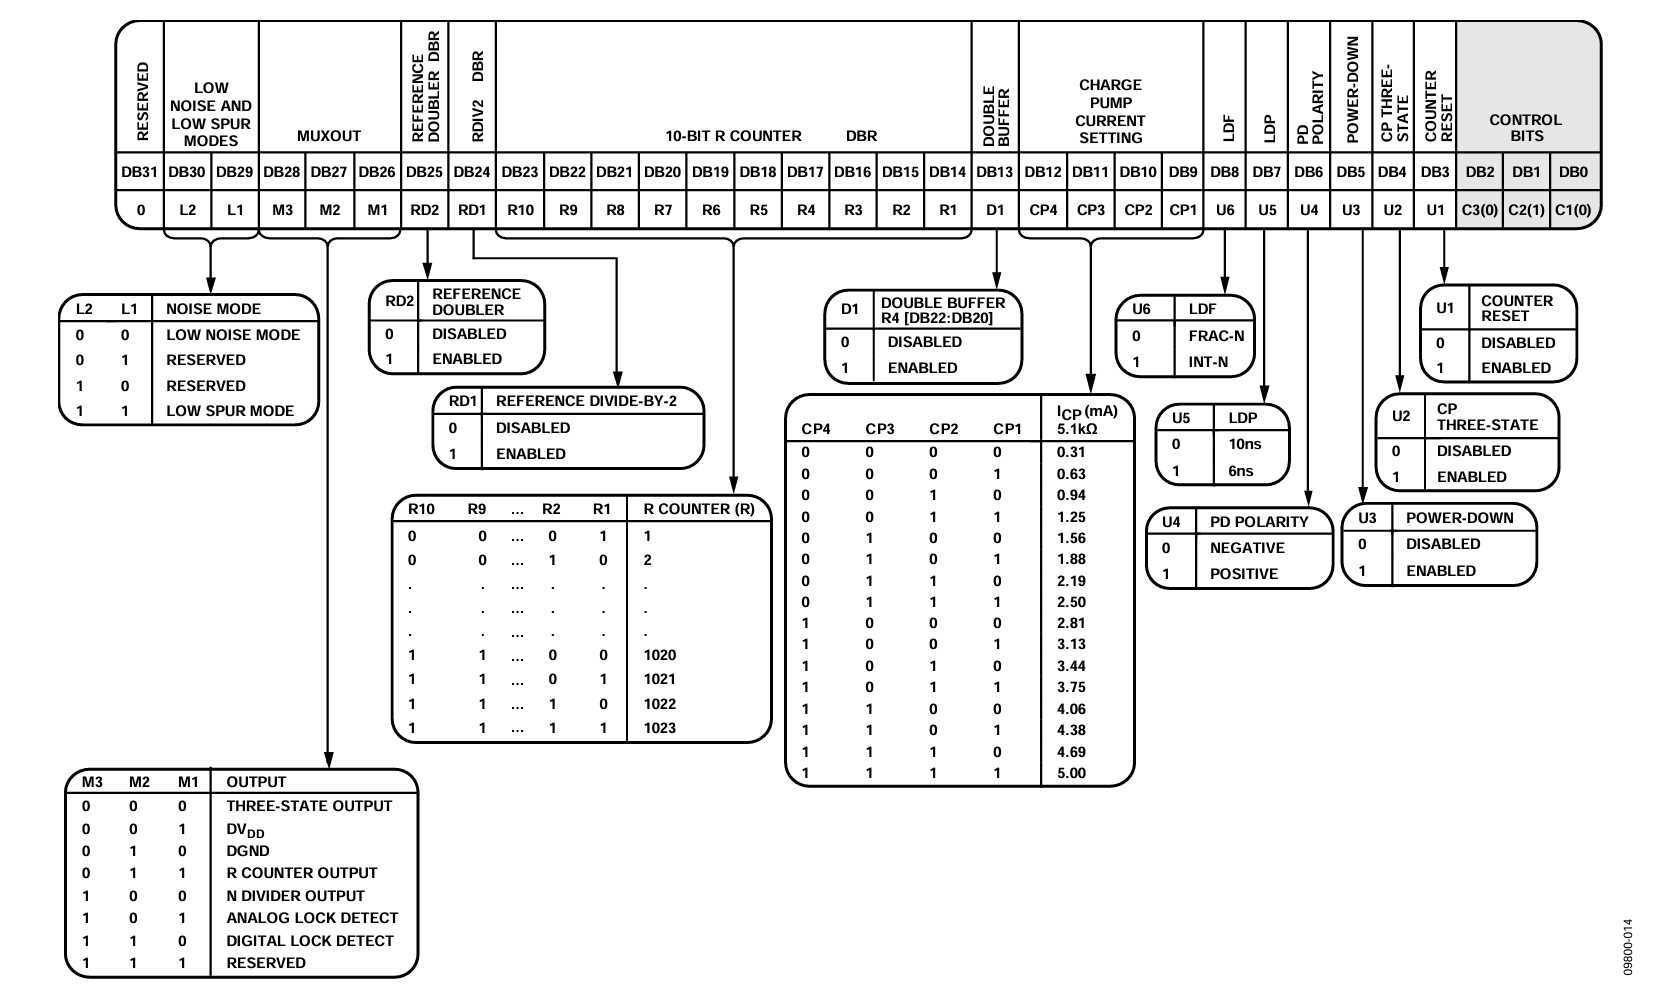 RESERVED
LOW
NOISE AND
LOW SPUR
MODES
MUXOUT
REFERENCE
DOUBLER DBR
RDIV2 DBR
10-BIT R COUNTER DBR
DOUBLE
BUFFER
CHARGE
PUMP
CURRENT
SETTING
LDF
LDP
PD
POLARITY
POWER-DOWN
CP THREE-
STATE
COUNTER
RESET
CONTROL
BITS
DB31 DB30 DB29 DB28 DB27 DB26 DB25 DB24 DB23 DB22 DB21 DB20 DB19 DB18 DB17 DB16 DB15 DB14 DB13 DB12 DB11 DB10 DB9 DB8 DB7 DB6 DB5 DB4 DB3 DB2 DB1 DB0
0 L2 L1 M3 M2 M1 RD2 RD1 R10 R9 R8 R7 R6 R5 R4 R3 R2 R1 D1 CP4 CP3 CP2 CP1 U6 U5 U4 U3 U2 U1 C3(0) C2(1) C1(0)
L2 L1 NOISE MODE
0 0 LOW NOISE MODE
0 1 RESERVED
1 0 RESERVED
1 1 LOW SPUR MODE
RD2 REFERENCE
DOUBLER
0 DISABLED
1 ENABLED
RD1 REFERENCE DIVIDE-BY-2
0 DISABLED
1 ENABLED
R10 R9 ... R2 R1 R COUNTER (R)
0 0 ... 0 1 1
0 0 ... 1 0 2
. . ... . . .
. . ... . . .
. . ... . . .
1 1 ... 0 0 1020
1 1 ... 0 1 1021
1 1 ... 1 0 1022
1 1 ... 1 1 1023
D1 DOUBLE BUFFER
R4 [DB22:DB20]
0 DISABLED
1 ENABLED
ICP (mA)
CP4 CP3 CP2 CP1 5.1kΩ
0 0 0 0 0.31
0 0 0 1 0.63
0 0 1 0 0.94
0 0 1 1 1.25
0 1 0 0 1.56
0 1 0 1 1.88
0 1 1 0 2.19
0 1 1 1 2.50
1 0 0 0 2.81
1 0 0 1 3.13
1 0 1 0 3.44
1 0 1 1 3.75
1 1 0 0 4.06
1 1 0 1 4.38
1 1 1 0 4.69
1 1 1 1 5.00
U6 LDF
0 FRAC-N
1 INT-N
U5 LDP
0 10ns
1 6ns
U4 PD POLARITY
0 NEGATIVE
1 POSITIVE
U1 COUNTER
RESET
0 DISABLED
1 ENABLED
U2 CP
THREE-STATE
0 DISABLED
1 ENABLED
U3 POWER-DOWN
0 DISABLED
1 ENABLED
M3 M2 M1 OUTPUT
0 0 0 THREE-STATE OUTPUT
0 0 1 DVDD
0 1 0 DGND
0 1 1 R COUNTER OUTPUT
1 0 0 N DIVIDER OUTPUT
1 0 1 ANALOG LOCK DETECT
1 1 0 DIGITAL LOCK DETECT
1 1 1 RESERVED
09800-014